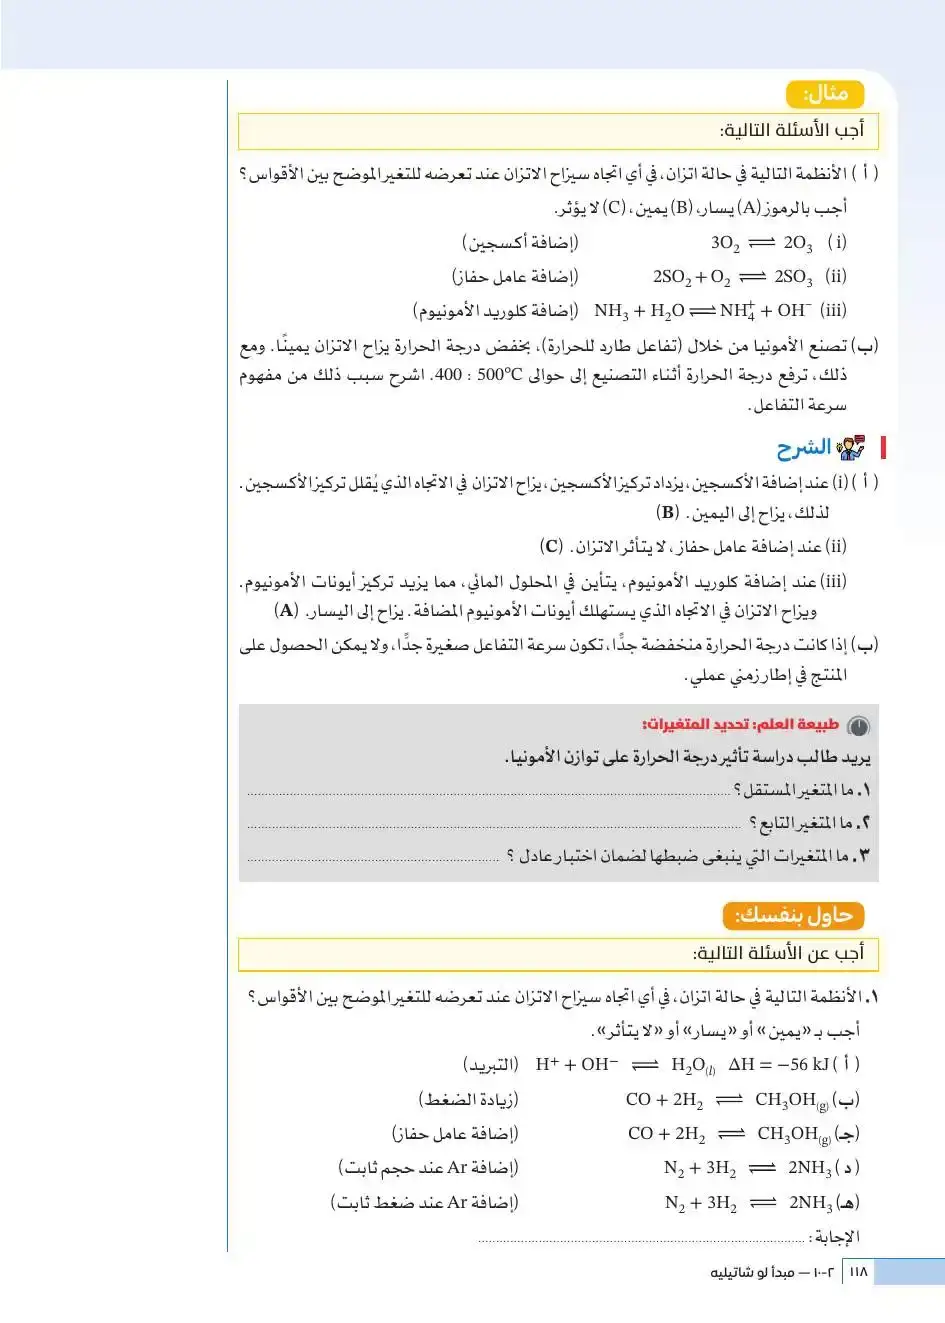 مثال:
أجب الأسئلة التالية:
( أ ) الأنظمة التالية في حالة اتزان، في أي اتجاه سيزاح الاتزان عند تعرضه للتغير الموضح بين الأقواس؟
أجب بالرموز (A) يسار، (B) يمين، (C) لا يؤثر.
(i) 3O₂ ⇌ 2O₃ (إضافة أكسجين)
(ii) 2SO₂ + O₂ ⇌ 2SO₃ (إضافة عامل حفاز)
(iii) NH₃ + H₂O ⇌ NH₄⁺ + OH⁻ (إضافة كلوريد الأمونيوم)
(ب) تصنع الأمونيا من خلال (تفاعل طارد للحرارة)، بخفض درجة الحرارة يزاح الاتزان يمينًا. ومع
ذلك، ترفع درجة الحرارة أثناء التصنيع إلى حوالى 400 : 500°C. اشرح سبب ذلك من مفهوم
سرعة التفاعل.
الشرح
( أ ) (i) عند إضافة الأكسجين، يزداد تركيز الأكسجين، يزاح الاتزان في الاتجاه الذي يُقلل تركيز الأكسجين.
لذلك، يزاح إلى اليمين. (B)
(ii) عند إضافة عامل حفاز، لا يتأثر الاتزان. (C)
(iii) عند إضافة كلوريد الأمونيوم، يتأين في المحلول المائي، مما يزيد تركيز أيونات الأمونيوم.
ويزاح الاتزان في الاتجاه الذي يستهلك أيونات الأمونيوم المضافة. يزاح إلى اليسار. (A)
(ب) إذا كانت درجة الحرارة منخفضة جدًّا، تكون سرعة التفاعل صغيرة جدًّا، ولا يمكن الحصول على
المنتج في إطار زمني عملي.
طبيعة العلم: تحديد المتغيرات:
يريد طالب دراسة تأثير درجة الحرارة على توازن الأمونيا.
١. ما المتغير المستقل؟ ........................
٢. ما المتغير التابع؟ ........................
٣. ما المتغيرات التي ينبغى ضبطها لضمان اختبار عادل ؟ ........................
حاول بنفسك:
أجب عن الأسئلة التالية:
١. الأنظمة التالية في حالة اتزان، في أي اتجاه سيزاح الاتزان عند تعرضه للتغير الموضح بين الأقواس؟
أجب بـ «يمين» أو «يسار» أو «لا يتأثر».
( أ ) H⁺ + OH⁻ ⇌ H₂O(l) ΔH = −56 kJ (التبريد)
(ب) CO + 2H₂ ⇌ CH₃OH(g) (زيادة الضغط)
(جـ) CO + 2H₂ ⇌ CH₃OH(g) (إضافة عامل حفاز)
( د ) N₂ + 3H₂ ⇌ 2NH₃ (إضافة Ar عند حجم ثابت)
(هـ) N₂ + 3H₂ ⇌ 2NH₃ (إضافة Ar عند ضغط ثابت)
الإجابة: ........................
١١٨ ٢-١٠ — مبدأ لو شاتيليه